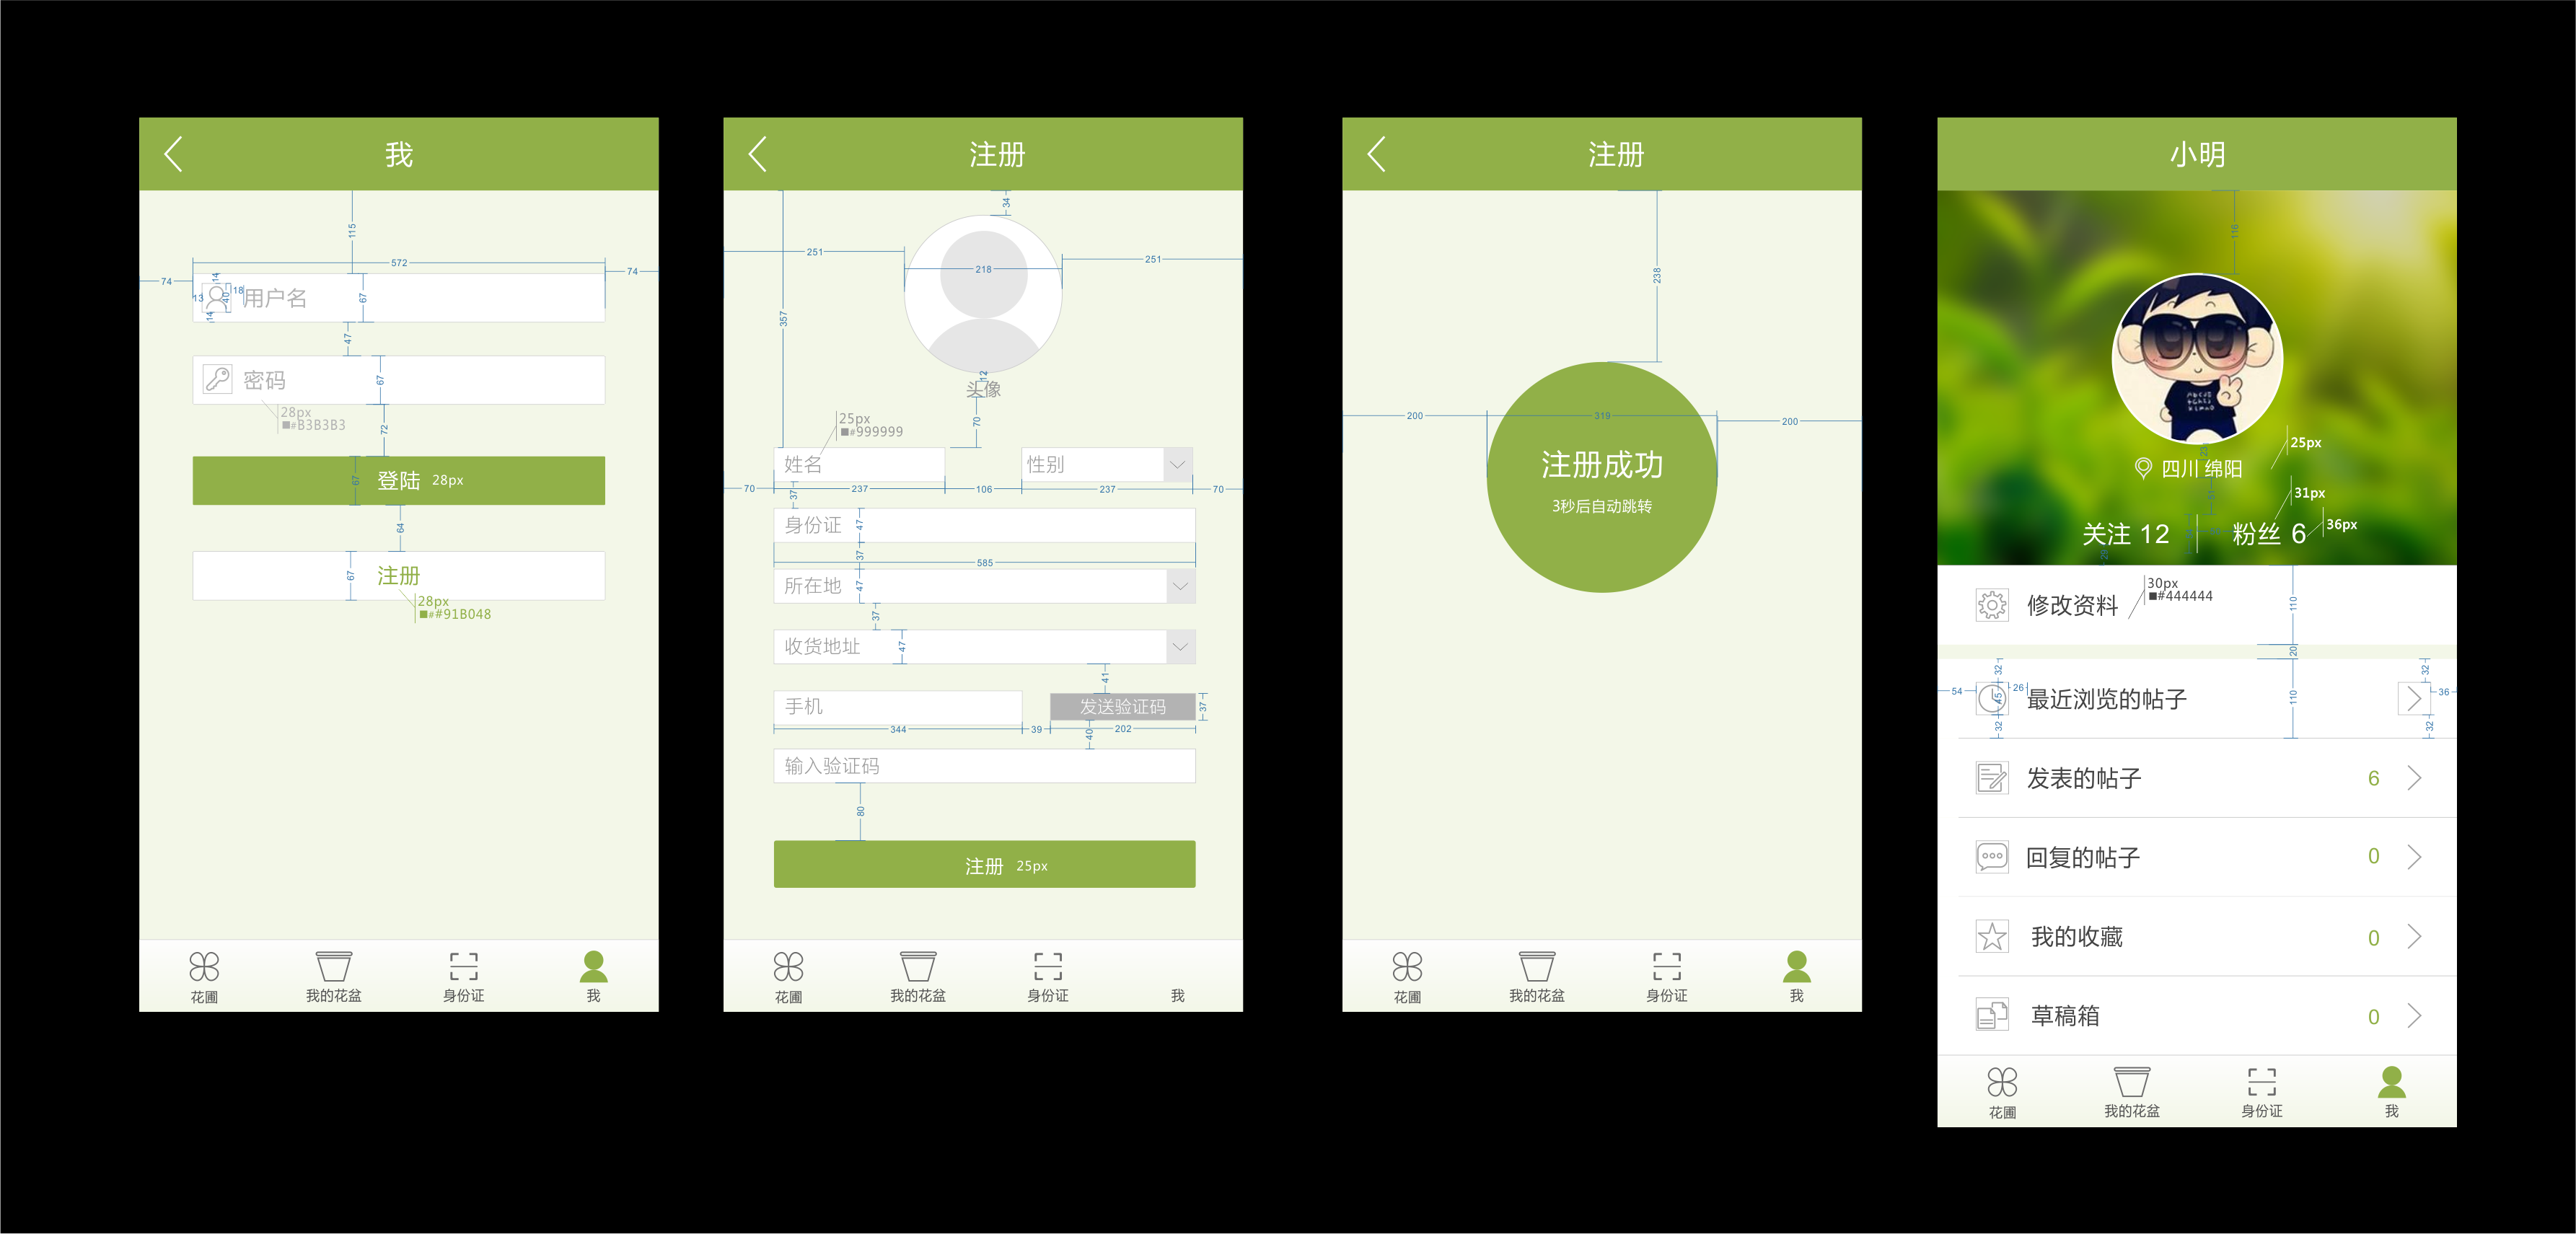 我
115
572
74
74
14
13
40
18
用户名
67
14
47
密码
67
28px
#B3B3B3
72
67
登陆 28px
64
67
注册
28px
##91B048
花圃
我的花盆
身份证
我
注册
34
251
251
218
357
12
头像
70
25px
#999999
姓名
性别
70
237
106
237
70
37
身份证
47
37
585
所在地
47
37
收货地址
47
41
手机
发送验证码
37
344
39
202
40
输入验证码
80
注册 25px
花圃
我的花盆
身份证
我
注册
238
200
319
200
注册成功
3秒后自动跳转
花圃
我的花盆
身份证
我
小明
116
25px
23
四川 绵阳
31px
51
36px
关注 12
粉丝 6
29
30px
#444444
修改资料
110
20
32
32
54
45
26
最近浏览的帖子
110
36
32
32
发表的帖子
6
回复的帖子
0
我的收藏
0
草稿箱
0
花圃
我的花盆
身份证
我